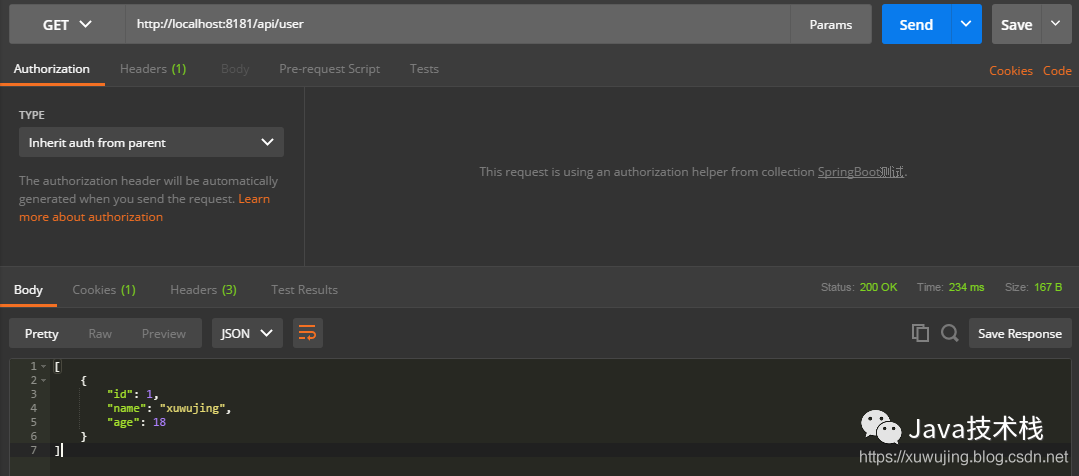 GET http://localhost:8181/api/user Params Send Save
Authorization Headers (1) Body Pre-request Script Tests Cookies Code
TYPE
Inherit auth from parent
The authorization header will be automatically
generated when you send the request. Learn
more about authorization
This request is using an authorization helper from collection SpringBoot测试.
Body Cookies (1) Headers (3) Test Results Status: 200 OK Time: 234 ms Size: 167 B
Pretty Raw Preview JSON Save Response
1 [
2 {
3 "id": 1,
4 "name": "xuwujing",
5 "age": 18
6 }
7 ]
Java技术栈
https://xuwujing.blog.csdn.net